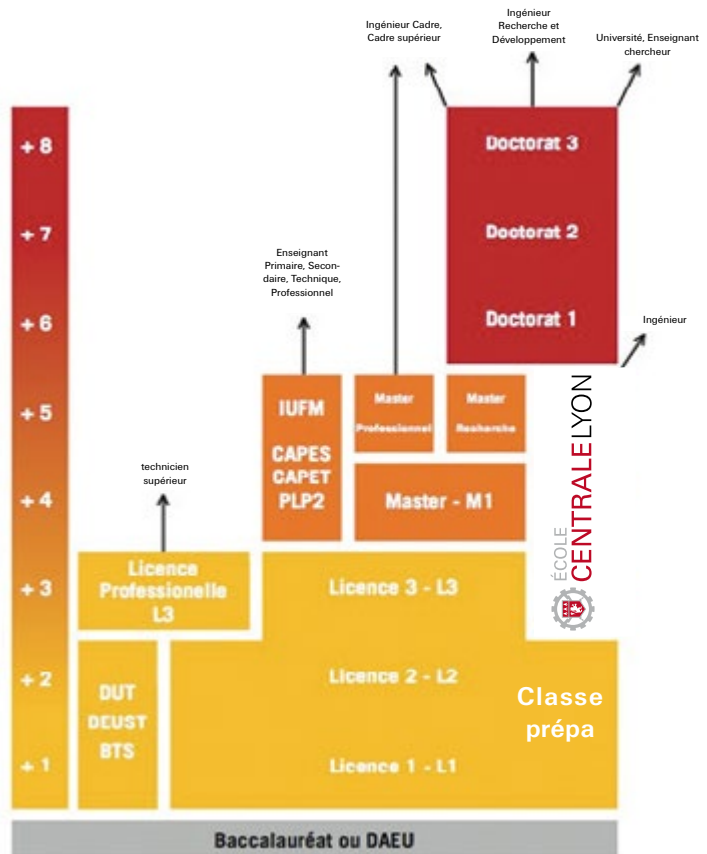 Ingénieur Cadre,
Cadre supérieur
Ingénieur
Recherche et
Développement
Université, Enseignant
chercheur
+ 8
Doctorat 3
+ 7
Doctorat 2
Enseignant
Primaire, Secon-
daire, Technique,
Professionnel
+ 6
Doctorat 1
Ingénieur
+ 5
IUFM
CAPES
CAPET
PLP2
Master
Professionnel
Master
Recherche
technicien
supérieur
+ 4
Master - M1
ÉCOLE
CENTRALELYON
+ 3
Licence
Professionelle
L3
Licence 3 - L3
+ 2
DUT
DEUST
BTS
Licence 2 - L2
Classe
prépa
+ 1
Licence 1 - L1
Baccalauréat ou DAEU